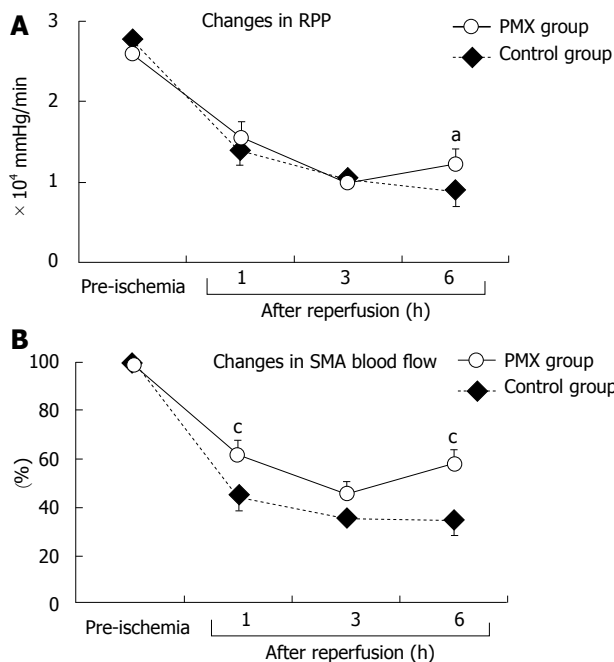 A
Changes in RPP
PMX group
Control group
3
2
1
0
× 10⁴ mmHg/min
a
Pre-ischemia
1
3
6
After reperfusion (h)
B
Changes in SMA blood flow
PMX group
Control group
100
80
60
40
20
0
(%)
c
c
Pre-ischemia
1
3
6
After reperfusion (h)